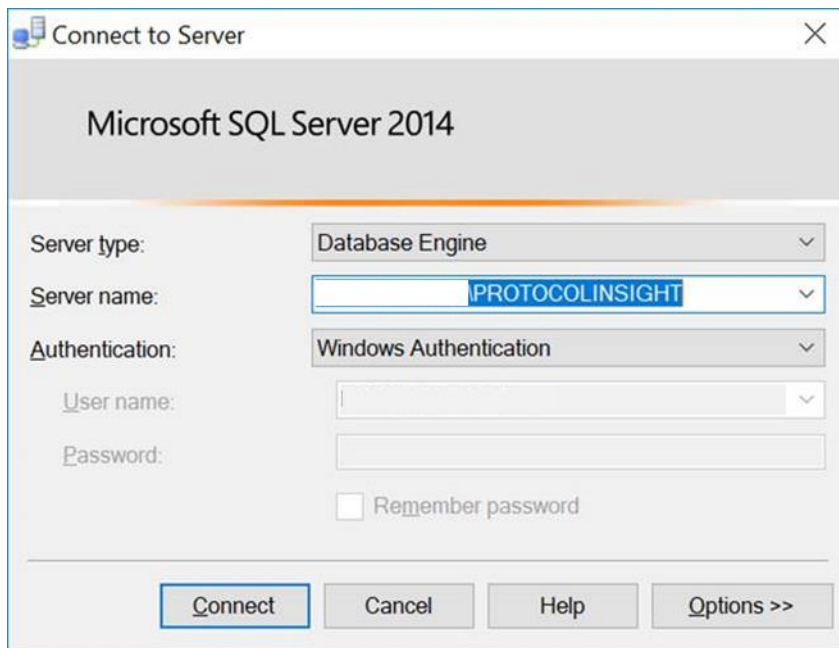 Connect to Server
Microsoft SQL Server 2014
Server type: Database Engine
Server name: \PROTOCOLINSIGHT
Authentication: Windows Authentication
User name:
Password:
Remember password
Connect Cancel Help Options >>